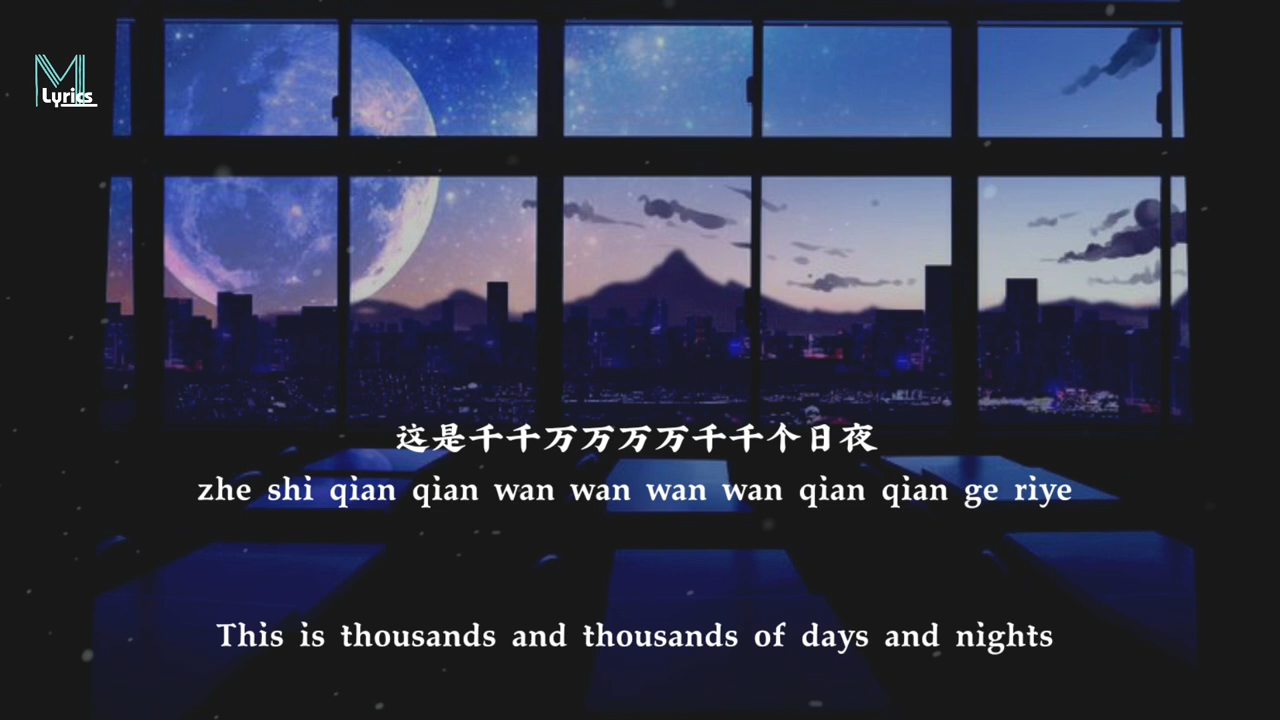 M
Lyrics
这是千千万万万万千千个日夜
zhe shi qian qian wan wan wan wan qian qian ge riye
This is thousands and thousands of days and nights